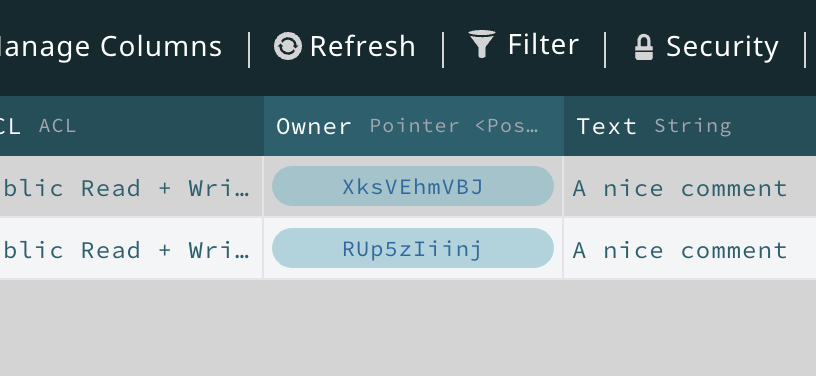 anage Columns | Refresh | Filter | Security |
CL ACL Owner Pointer <Pos… Text String
blic Read + Wri… XksVEhmVBJ A nice comment
blic Read + Wri… RUp5zIiinj A nice comment